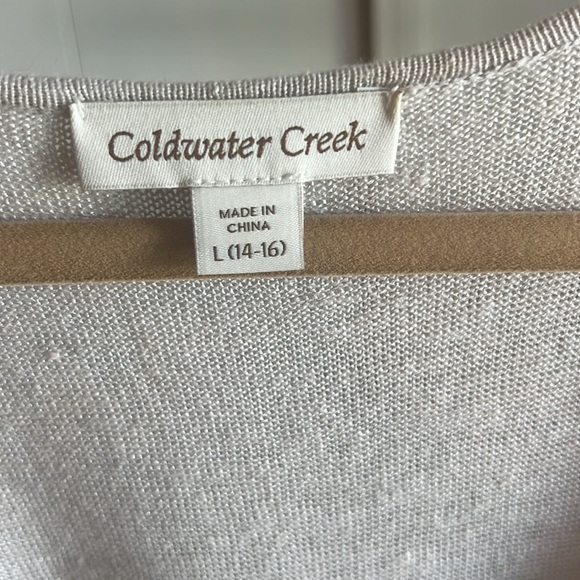 Coldwater Creek
MADE IN
CHINA
L (14-16)